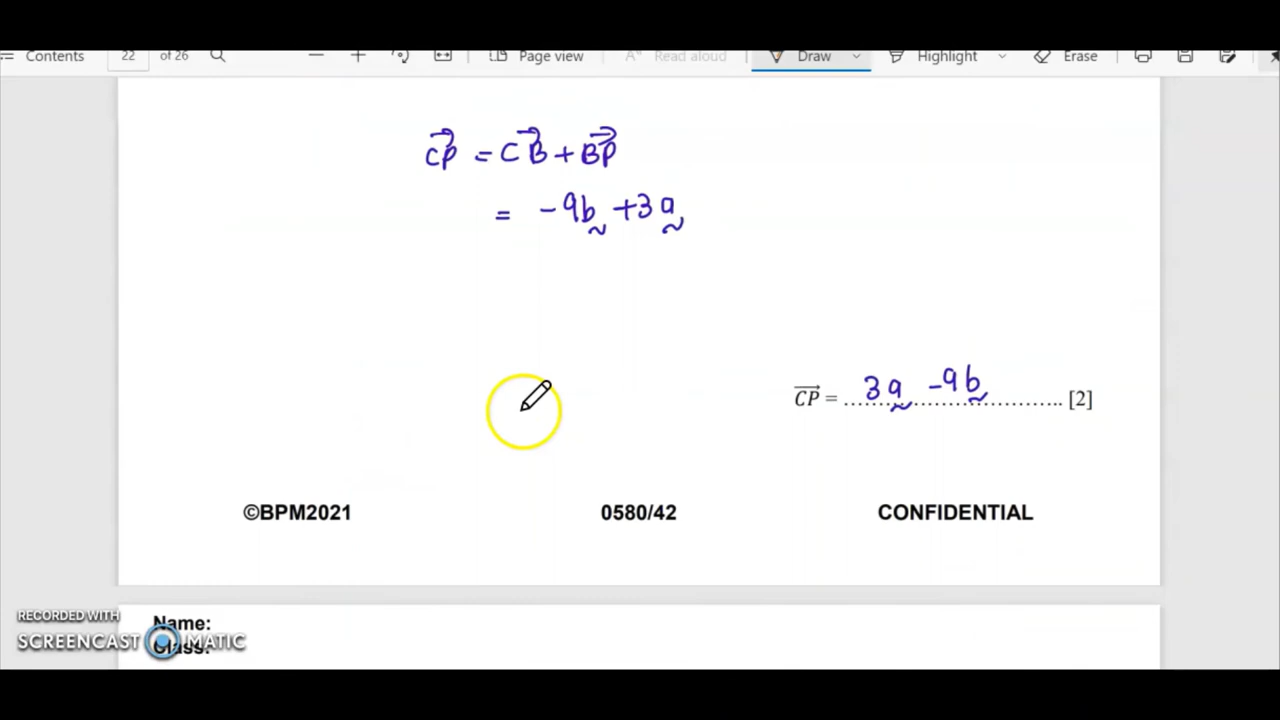 Contents 22 of 26 Page view A Read aloud Draw Highlight Erase
CP = CB + BP
= -9b + 3a
CP = 3a -9b [2]
©BPM2021 0580/42 CONFIDENTIAL
RECORDED WITH
SCREENCAST MATIC
Name:
Class: